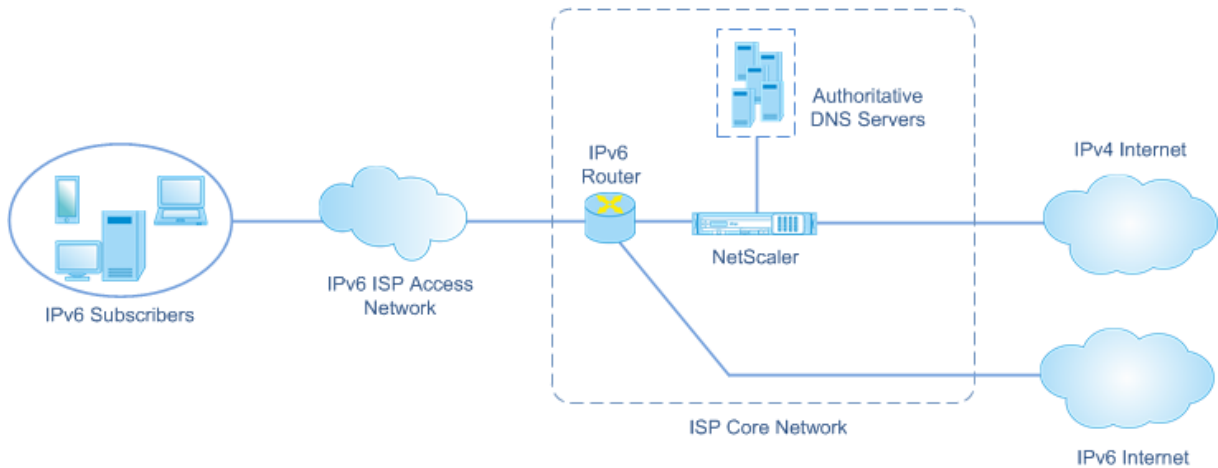 Authoritative
DNS Servers
IPv6
Router
IPv4 Internet
NetScaler
IPv6 ISP Access
Network
IPv6 Subscribers
ISP Core Network
IPv6 Internet